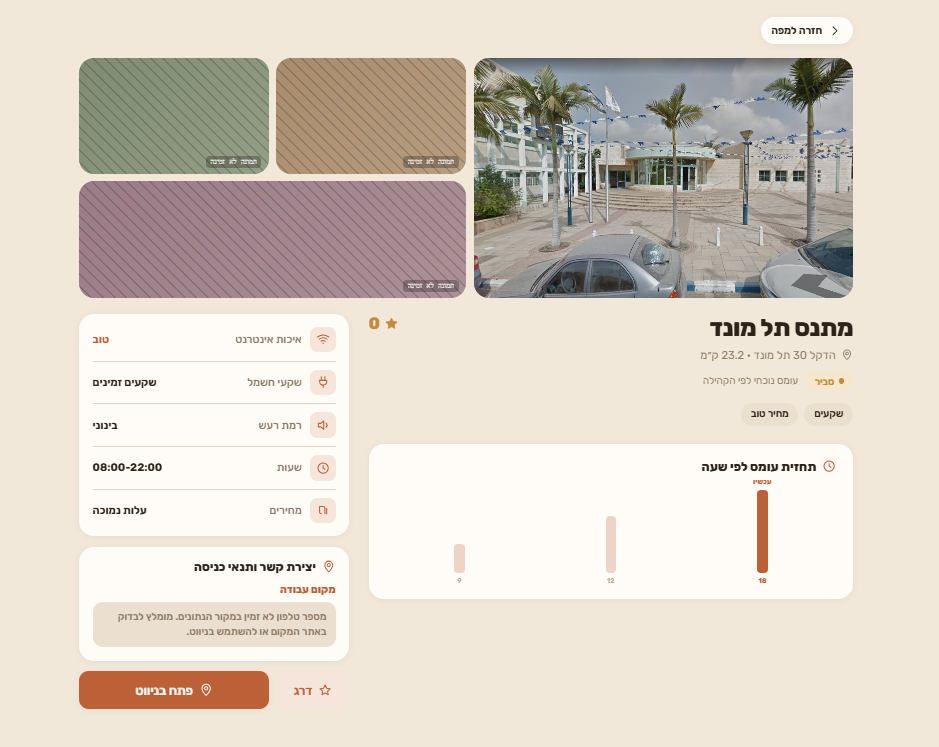 חזרה למפה
תמונה לא זמינה
תמונה לא זמינה
תמונה לא זמינה
מתנס תל מונד
0
הדקל 30 תל מונד • 23.2 ק״מ
סביר
עומס נוכחי לפי הקהילה
שקעים
מחיר טוב
תחזית עומס לפי שעה
עכשיו
18
12
9
איכות אינטרנט
טוב
שקעי חשמל
שקעים זמינים
רמת רעש
בינוני
שעות
08:00-22:00
מחירים
עלות נמוכה
יצירת קשר ותנאי כניסה
מקום עבודה
מספר טלפון לא זמין במקור הנתונים. מומלץ לבדוק
באתר המקום או להשתמש בניווט.
דרג
פתח בניווט